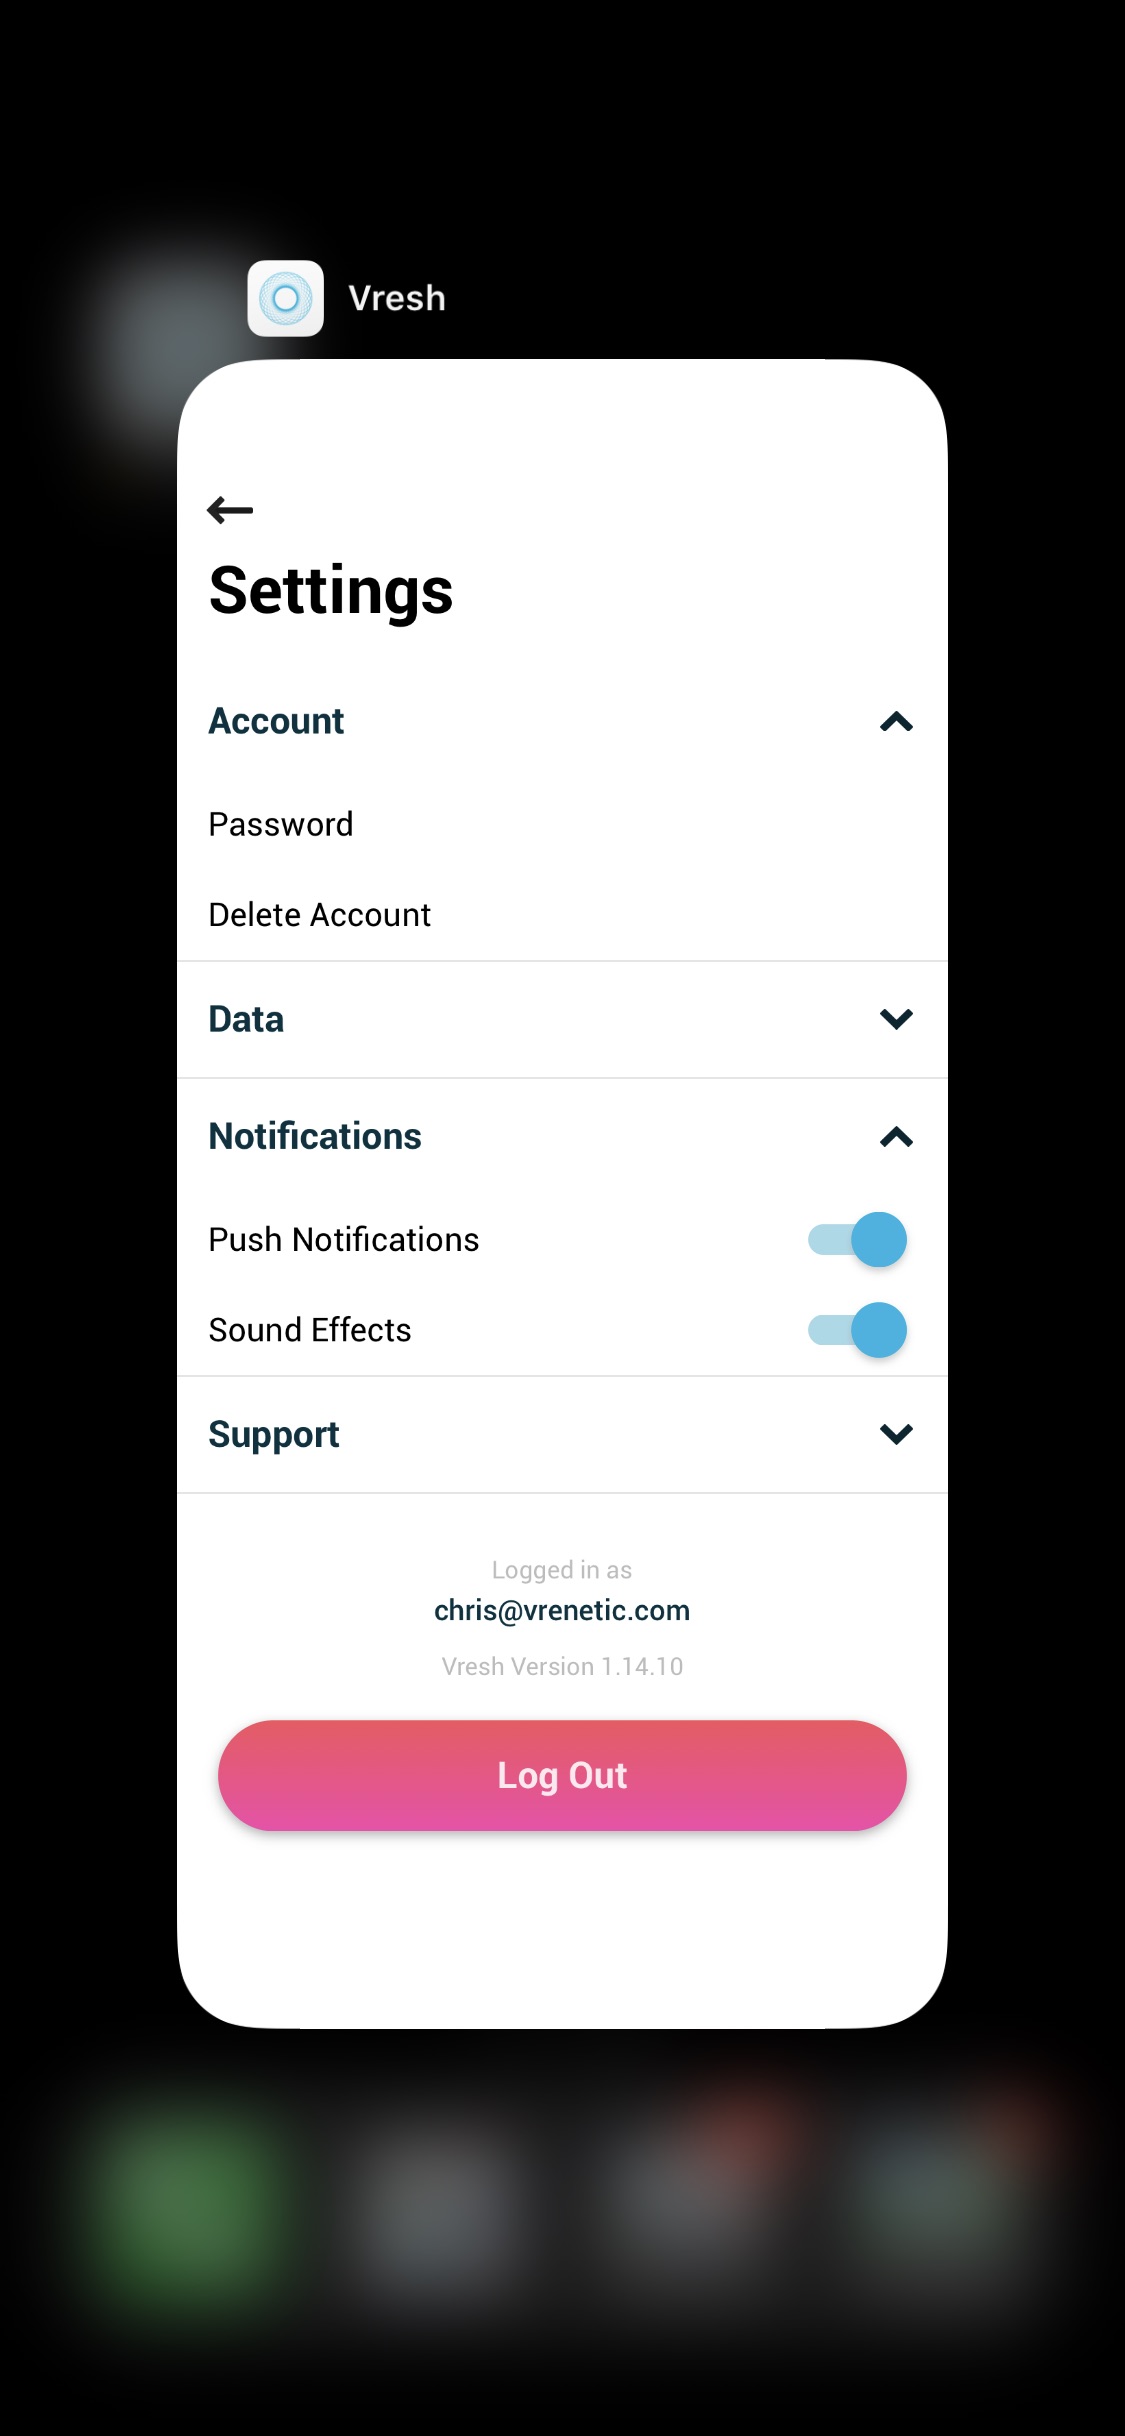 Vresh
Settings
Account
Password
Delete Account
Data
Notifications
Push Notifications
Sound Effects
Support
Logged in as
chris@vrenetic.com
Vresh Version 1.14.10
Log Out